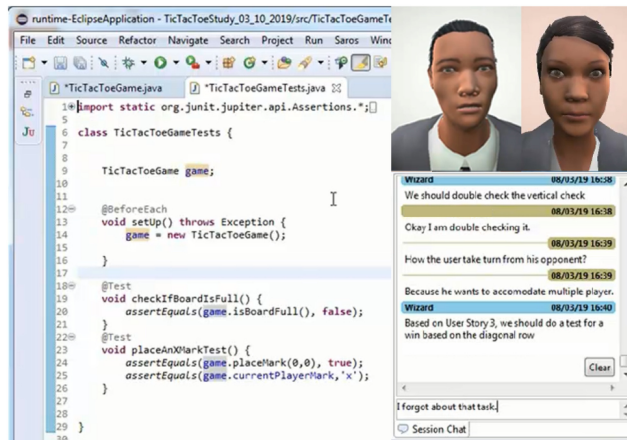 runtime-EclipseApplication - TicTacToeStudy_03_10_2019/src/TicTacToeGameTe
File Edit Source Refactor Navigate Search Project Run Saros Wind
*TicTacToeGame.java
*TicTacToeGameTests.java
1 import static org.junit.jupiter.api.Assertions.*;
5
6 class TicTacToeGameTests {
7
8
9 TicTacToeGame game;
10
11
12 @BeforeEach
13 void setUp() throws Exception {
14 game = new TicTacToeGame();
15
16 }
17
18 @Test
19 void checkIfBoardIsFull() {
20 assertEquals(game.isBoardFull(), false);
21 }
22 @Test
23 void placeAnXMarkTest() {
24 assertEquals(game.placeMark(0,0), true);
25 assertEquals(game.currentPlayerMark,'x');
26 }
27
28
29 }
30
JU
Wizard 08/03/19 16:38
We should double check the vertical check
08/03/19 16:38
Okay I am double checking it.
08/03/19 16:39
How the user take turn from his opponent?
08/03/19 16:39
Because he wants to accomodate multiple player.
Wizard 08/03/19 16:40
Based on User Story 3, we should do a test for a
win based on the diagonal row
Clear
I forgot about that task.
Session Chat